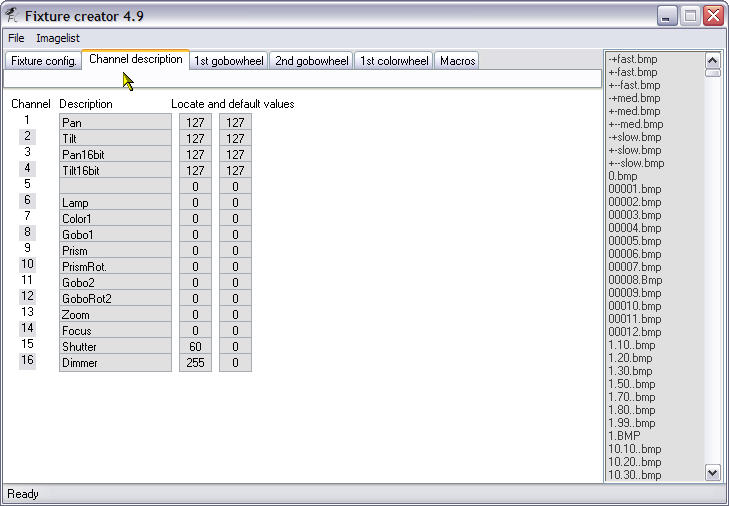 Fixture creator 4.9
File Imagelist
Fixture config. Channel description 1st gobowheel 2nd gobowheel 1st colorwheel Macros
Channel Description Locate and default values
1 Pan 127 127
2 Tilt 127 127
3 Pan16bit 127 127
4 Tilt16bit 127 127
5 0 0
6 Lamp 0 0
7 Color1 0 0
8 Gobo1 0 0
9 Prism 0 0
10 PrismRot. 0 0
11 Gobo2 0 0
12 GoboRot2 0 0
13 Zoom 0 0
14 Focus 0 0
15 Shutter 60 0
16 Dimmer 255 0
-+fast.bmp
+-fast.bmp
+--fast.bmp
-+med.bmp
+-med.bmp
+--med.bmp
-+slow.bmp
+-slow.bmp
+--slow.bmp
0.bmp
00001.bmp
00002.bmp
00003.bmp
00004.bmp
00005.bmp
00006.bmp
00007.bmp
00008.Bmp
00009.bmp
00010.bmp
00011.bmp
00012.bmp
1.10..bmp
1.20.bmp
1.30.bmp
1.50..bmp
1.70..bmp
1.80..bmp
1.99..bmp
1.BMP
10.10..bmp
10.20..bmp
10.30..bmp
Ready